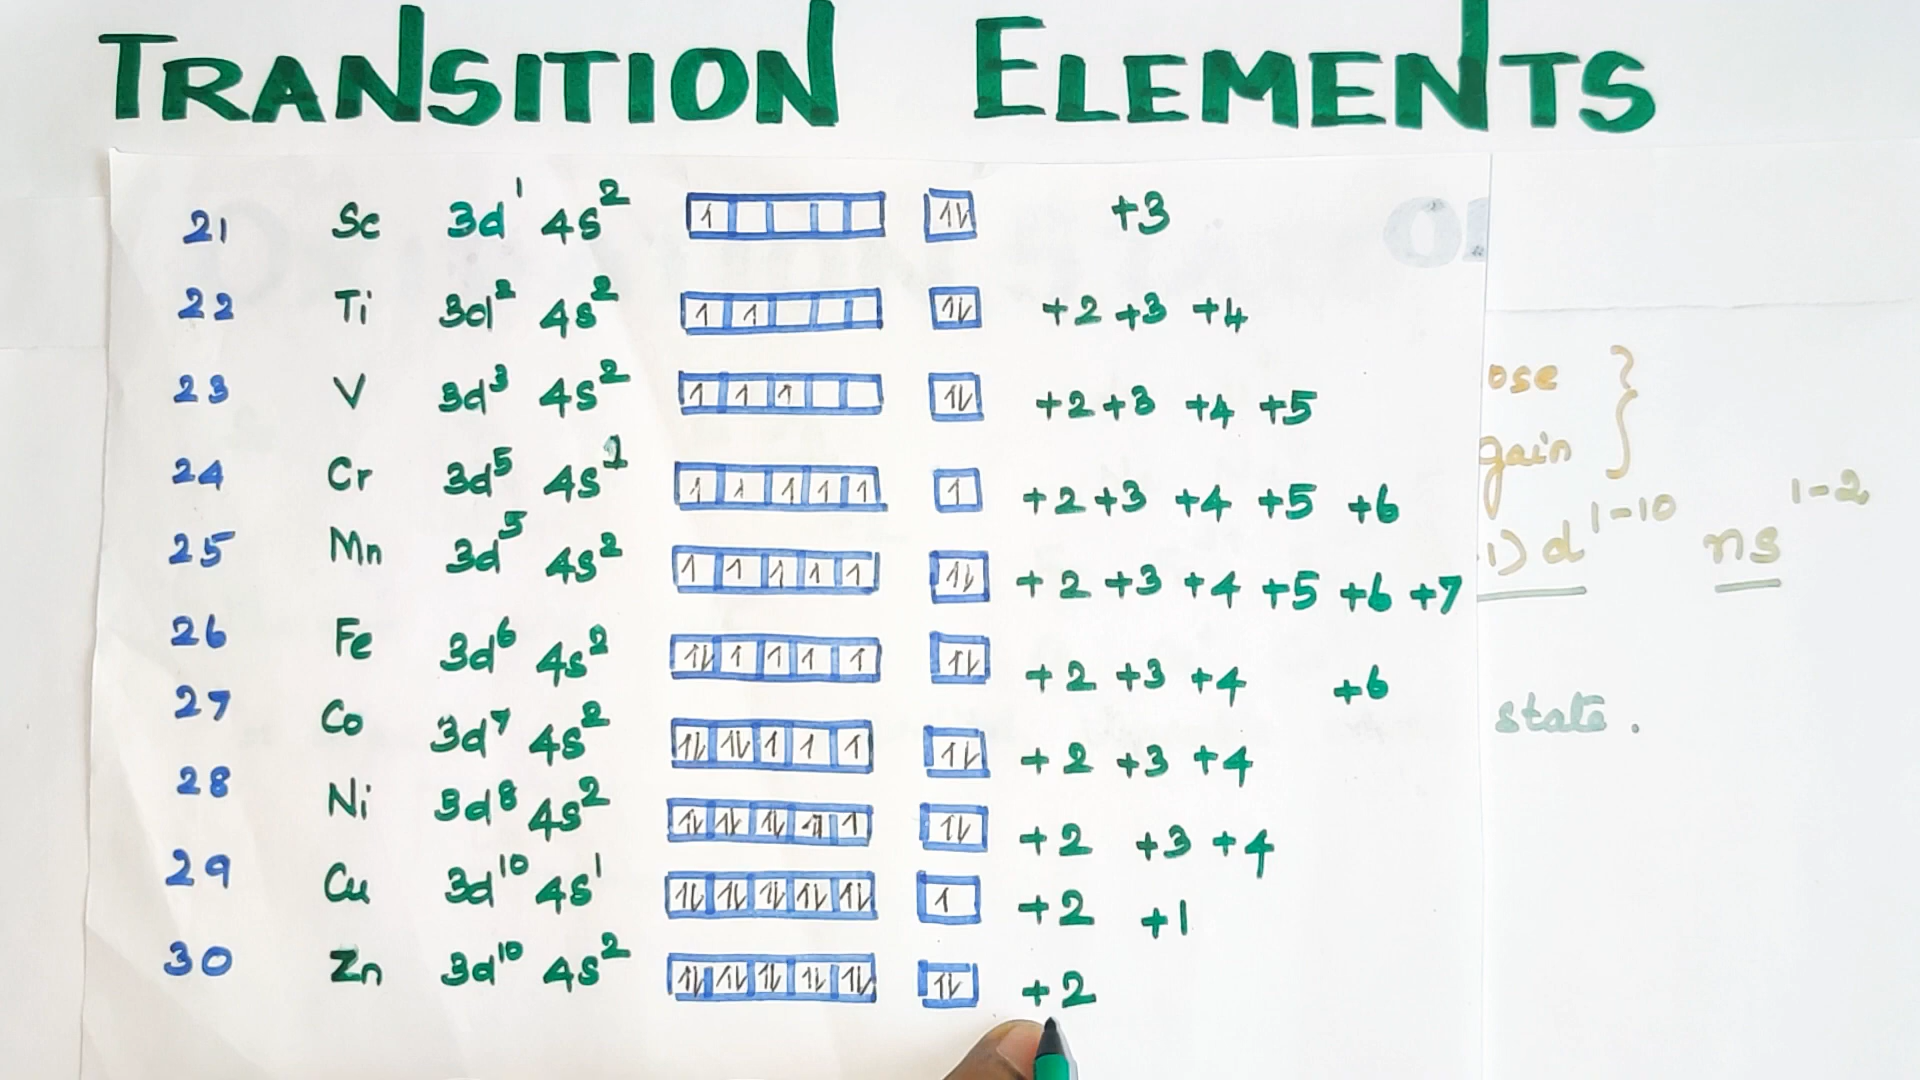 TRANSITION ELEMENTS
21 Sc 3d¹ 4s² +3
22 Ti 3d² 4s² +2 +3 +4
23 V 3d³ 4s² +2 +3 +4 +5
24 Cr 3d⁵ 4s¹ +2 +3 +4 +5 +6
25 Mn 3d⁵ 4s² +2 +3 +4 +5 +6 +7
26 Fe 3d⁶ 4s² +2 +3 +4 +6
27 Co 3d⁷ 4s² +2 +3 +4
28 Ni 3d⁸ 4s² +2 +3 +4
29 Cu 3d¹⁰ 4s¹ +2 +1
30 Zn 3d¹⁰ 4s² +2
ose
gain
1) d¹⁻¹⁰ ns¹⁻²
state.